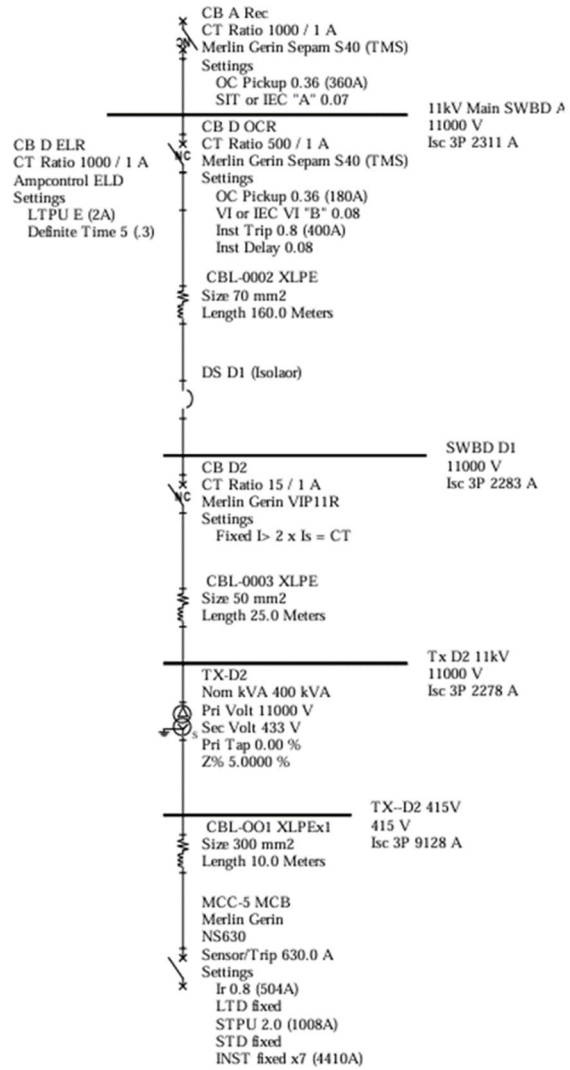 CB A Rec
CT Ratio 1000 / 1 A
Merlin Gerin Sepam S40 (TMS)
Settings
OC Pickup 0.36 (360A)
SIT or IEC "A" 0.07
11kV Main SWBD A
11000 V
Isc 3P 2311 A
CB D ELR
CT Ratio 1000 / 1 A
Ampcontrol ELD
Settings
LTPU E (2A)
Definite Time 5 (.3)
CB D OCR
NC
CT Ratio 500 / 1 A
Merlin Gerin Sepam S40 (TMS)
Settings
OC Pickup 0.36 (180A)
VI or IEC VI "B" 0.08
Inst Trip 0.8 (400A)
Inst Delay 0.08
CBL-0002 XLPE
Size 70 mm2
Length 160.0 Meters
DS D1 (Isolaor)
SWBD D1
11000 V
Isc 3P 2283 A
CB D2
NC
CT Ratio 15 / 1 A
Merlin Gerin VIP11R
Settings
Fixed I> 2 x Is = CT
CBL-0003 XLPE
Size 50 mm2
Length 25.0 Meters
Tx D2 11kV
11000 V
Isc 3P 2278 A
TX-D2
Nom kVA 400 kVA
Pri Volt 11000 V
Sec Volt 433 V
S
Pri Tap 0.00 %
Z% 5.0000 %
TX--D2 415V
415 V
Isc 3P 9128 A
CBL-OO1 XLPEx1
Size 300 mm2
Length 10.0 Meters
MCC-5 MCB
Merlin Gerin
NS630
Sensor/Trip 630.0 A
Settings
Ir 0.8 (504A)
LTD fixed
STPU 2.0 (1008A)
STD fixed
INST fixed x7 (4410A)